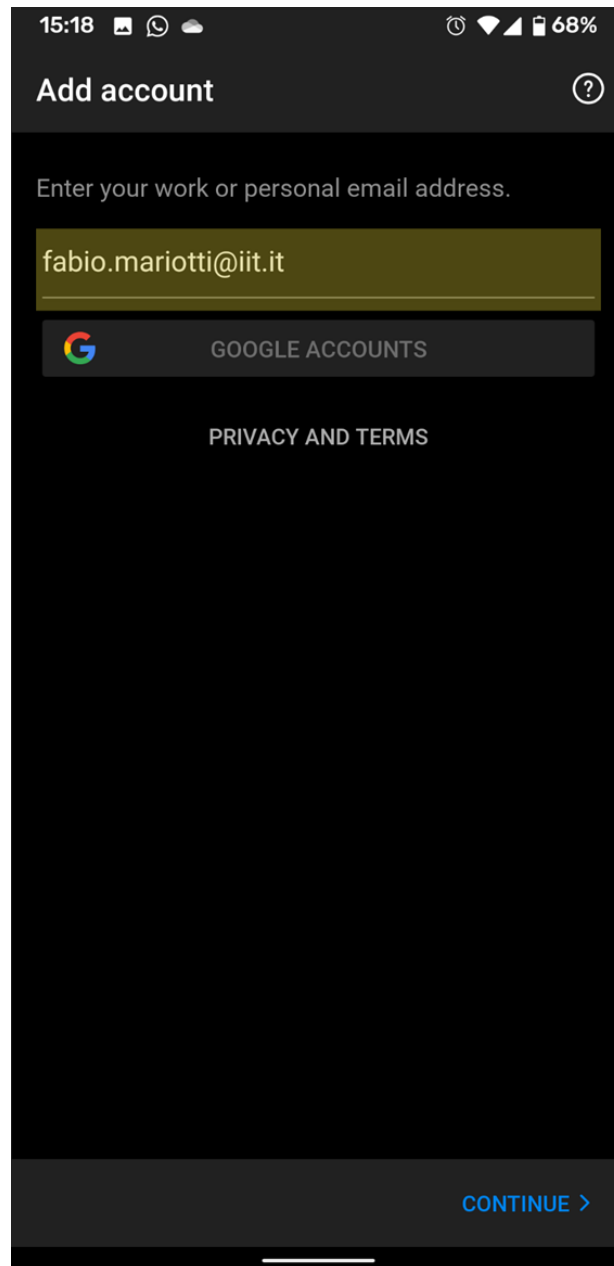 15:18 68%
Add account
Enter your work or personal email address.
fabio.mariotti@iit.it
GOOGLE ACCOUNTS
PRIVACY AND TERMS
CONTINUE